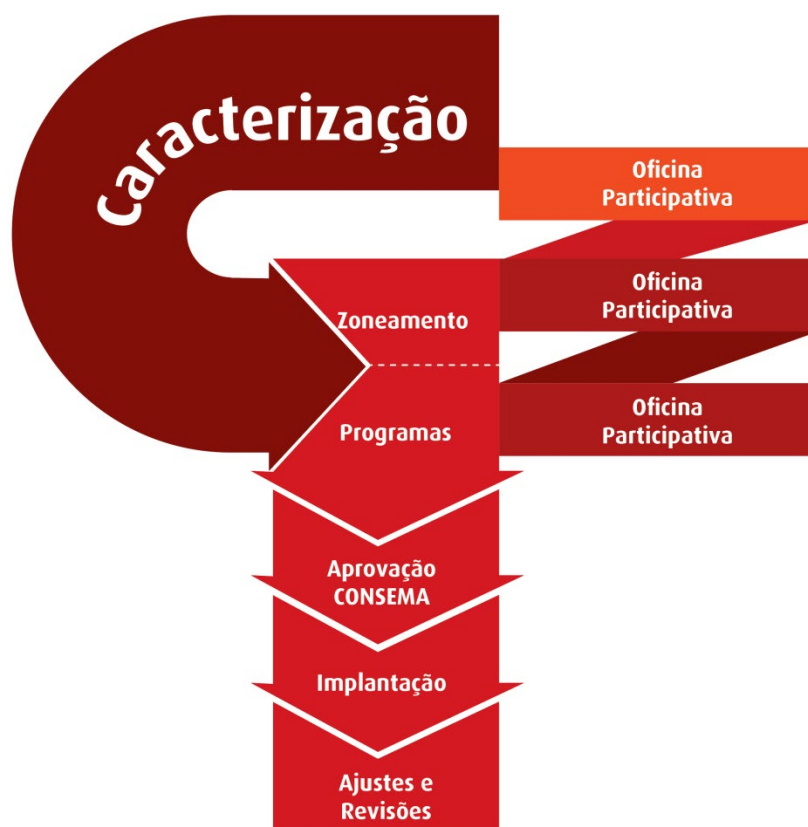 Caracterização
Oficina
Participativa
Zoneamento
Oficina
Participativa
Programas
Oficina
Participativa
Aprovação
CONSEMA
Implantação
Ajustes e
Revisões